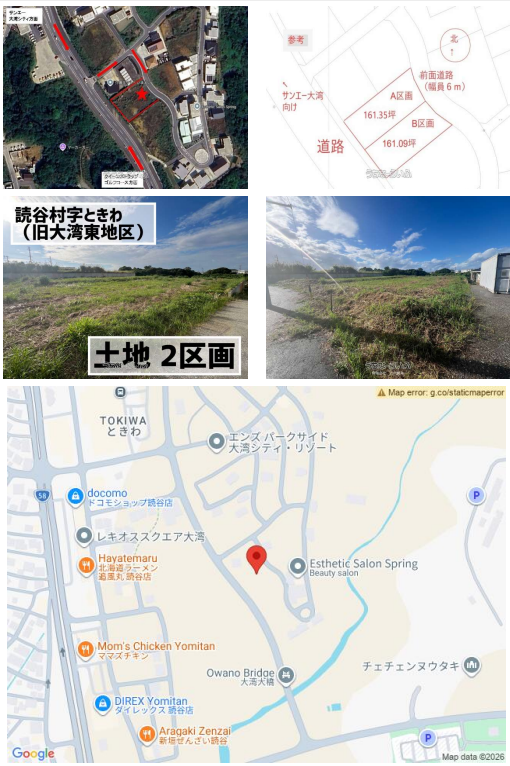 サンエー
大湾シティ方面
参考
北
↑
サンエー大湾
向け
前面道路
(幅員6m)
A区画
161.35坪
B区画
161.09坪
道路
読谷村字ときわ
(旧大湾東地区)
土地 2区画
Map error: g.co/staticmaperror
TOKIWA
ときわ
エンズ パークサイド
大湾シティ・リゾート
58
docomo
ドコモショップ読谷店
P
レキオススクエア大湾
Hayatemaru
北海道ラーメン
追風丸 読谷店
Esthetic Salon Spring
Beauty salon
Mom's Chicken Yomitan
ママズチキン
Owano Bridge
大湾大橋
チェチェンヌウタキ
DIREX Yomitan
ダイレックス 読谷店
Aragaki Zenzai
新垣ぜんざい読谷
P
Google
Map data ©2026